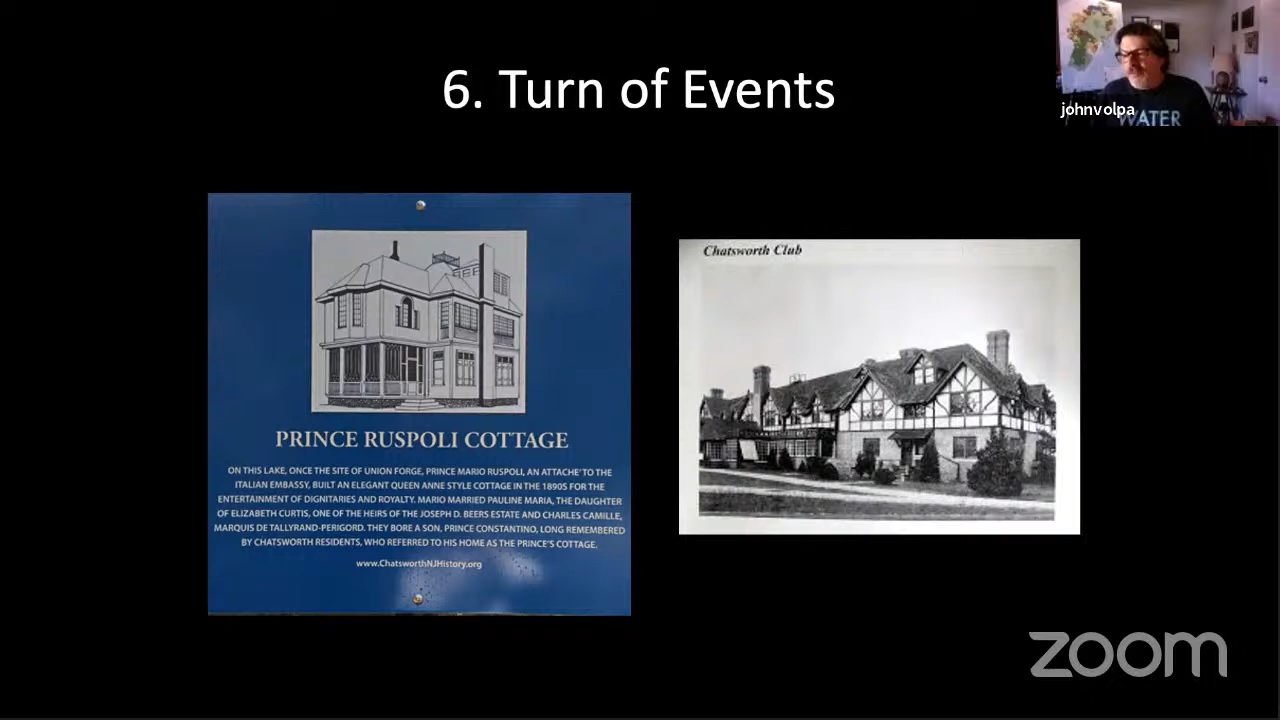 6. Turn of Events
johnvolpa
WATER
PRINCE RUSPOLI COTTAGE
ON THIS LAKE, ONCE THE SITE OF UNION FORGE, PRINCE MARIO RUSPOLI, AN ATTACHE' TO THE
ITALIAN EMBASSY, BUILT AN ELEGANT QUEEN ANNE STYLE COTTAGE IN THE 1890S FOR THE
ENTERTAINMENT OF DIGNITARIES AND ROYALTY. MARIO MARRIED PAULINE MARIA, THE DAUGHTER
OF ELIZABETH CURTIS, ONE OF THE HEIRS OF THE JOSEPH D. BEERS ESTATE AND CHARLES CAMILLE,
MARQUIS DE TALLYRAND-PERIGORD. THEY BORE A SON, PRINCE CONSTANTINO, LONG REMEMBERED
BY CHATSWORTH RESIDENTS, WHO REFERRED TO HIS HOME AS THE PRINCE'S COTTAGE.
www.ChatsworthNJHistory.org
Chatsworth Club
zoom